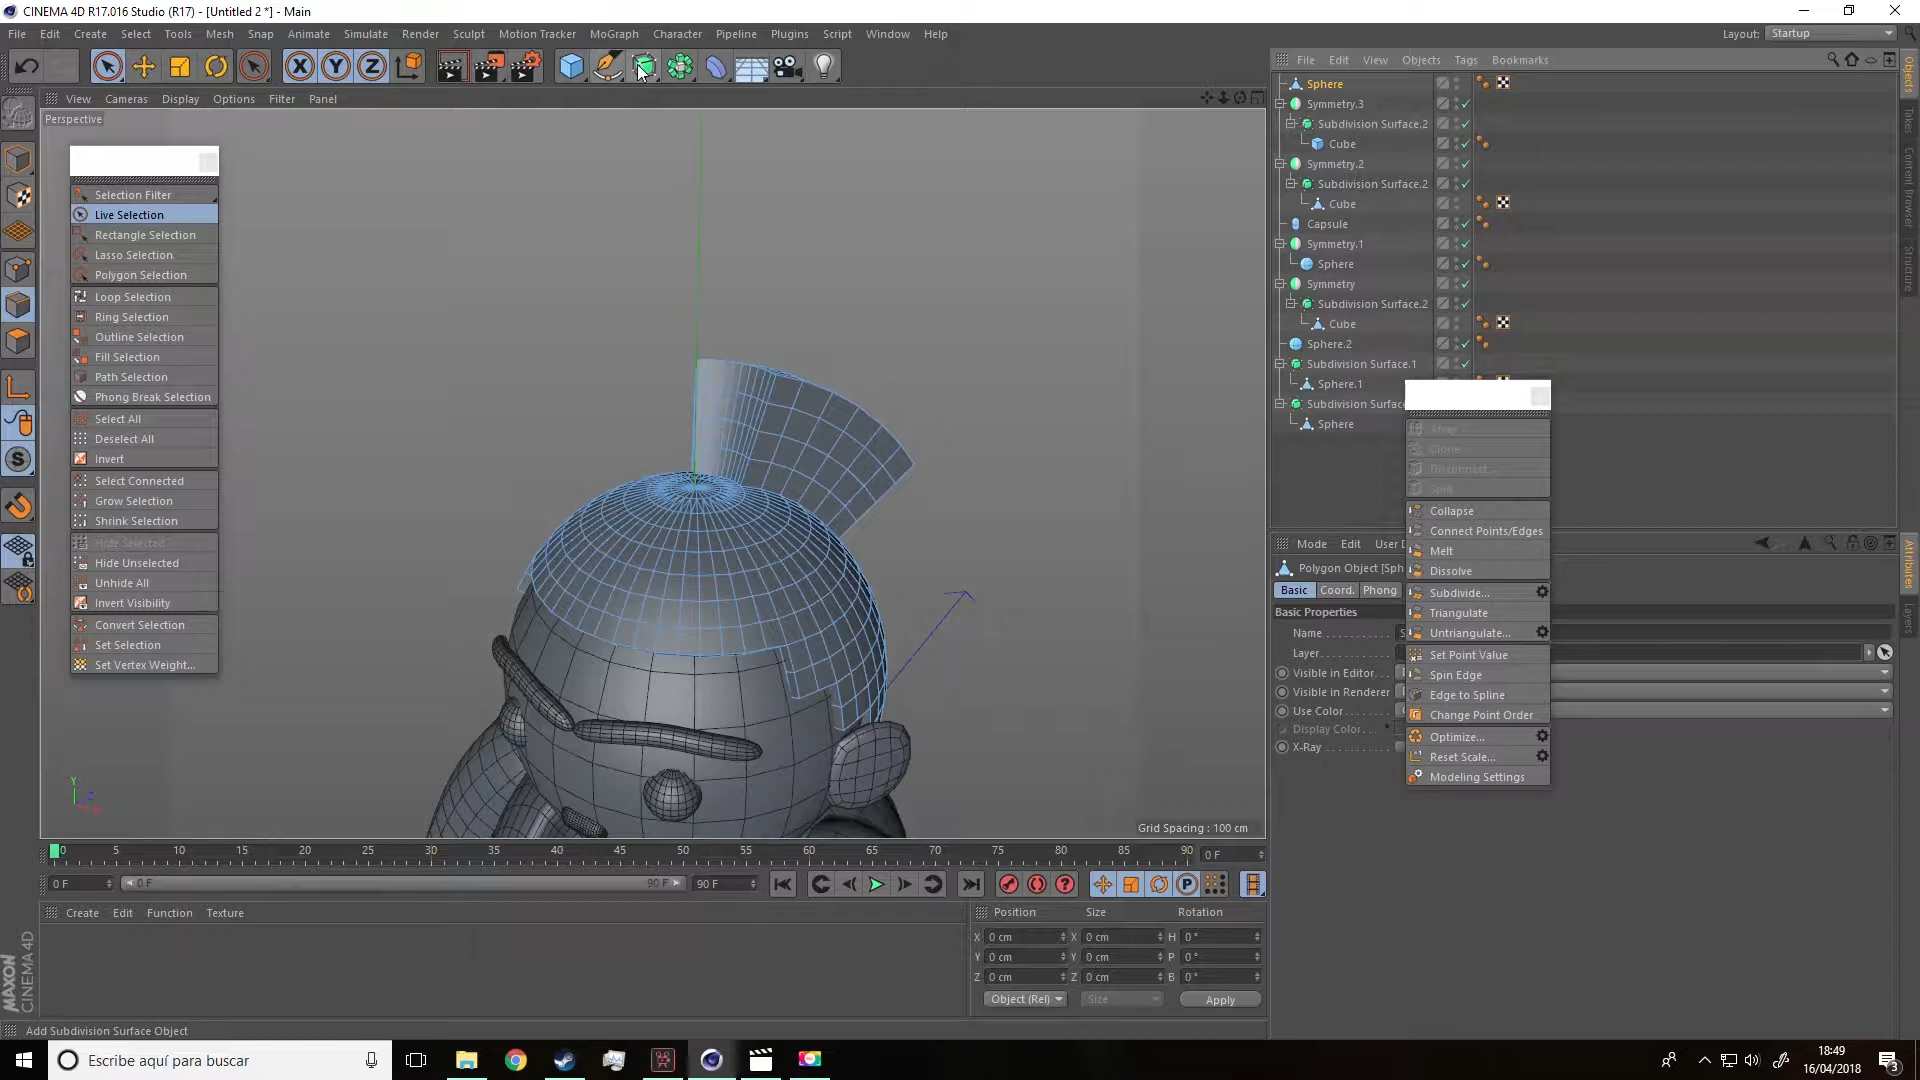 CINEMA 4D R17.016 Studio (R17) - [Untitled 2 *] - Main
File Edit Create Select Tools Mesh Snap Animate Simulate Render Sculpt Motion Tracker MoGraph Character Pipeline Plugins Script Window Help Layout: Startup
X Y Z
View Cameras Display Options Filter Panel
Perspective
Selection Filter
Live Selection
Rectangle Selection
Lasso Selection
Polygon Selection
Loop Selection
Ring Selection
Outline Selection
Fill Selection
Path Selection
Phong Break Selection
Select All
Deselect All
Invert
Select Connected
Grow Selection
Shrink Selection
Hide Selected
Hide Unselected
Unhide All
Invert Visibility
Convert Selection
Set Selection
Set Vertex Weight...
Y
Grid Spacing : 100 cm
File Edit View Objects Tags Bookmarks
Sphere
Symmetry.3
Subdivision Surface.2
Cube
Symmetry.2
Subdivision Surface.2
Cube
Capsule
Symmetry.1
Sphere
Symmetry
Subdivision Surface.2
Cube
Sphere.2
Subdivision Surface.1
Sphere.1
Subdivision Surfac
Sphere
Objects
Takes
Content Browser
Structure
Array...
Clone...
Disconnect...
Split
Collapse
Connect Points/Edges
Melt
Dissolve
Subdivide...
Triangulate
Untriangulate...
Set Point Value
Spin Edge
Edge to Spline
Change Point Order
Optimize...
Reset Scale...
Modeling Settings
Mode Edit User D
Polygon Object [Sph
Basic Coord. Phong
Basic Properties
Name
Layer
Visible in Editor
Visible in Renderer
Use Color
Display Color
X-Ray
Attributes
Layers
0 5 10 15 20 25 30 35 40 45 50 55 60 65 70 75 80 85 90 0 F
0 F 0 F 90 F 90 F
P
Create Edit Function Texture
Position Size Rotation
X 0 cm X 0 cm H 0 °
Y 0 cm Y 0 cm P 0 °
Z 0 cm Z 0 cm B 0 °
Object (Rel) Size Apply
MAXON
CINEMA 4D
Add Subdivision Surface Object
Escribe aquí para buscar
18:49
16/04/2018
3